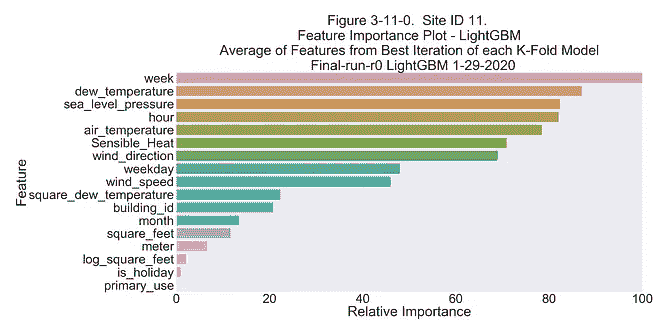 Figure 3-11-0.  Site ID 11.
Feature Importance Plot - LightGBM
Average of Features from Best Iteration of each K-Fold Model
Final-run-r0 LightGBM 1-29-2020
Feature
week
dew_temperature
sea_level_pressure
hour
air_temperature
Sensible_Heat
wind_direction
weekday
wind_speed
square_dew_temperature
building_id
month
square_feet
meter
log_square_feet
is_holiday
primary_use
0 20 40 60 80 100
Relative Importance